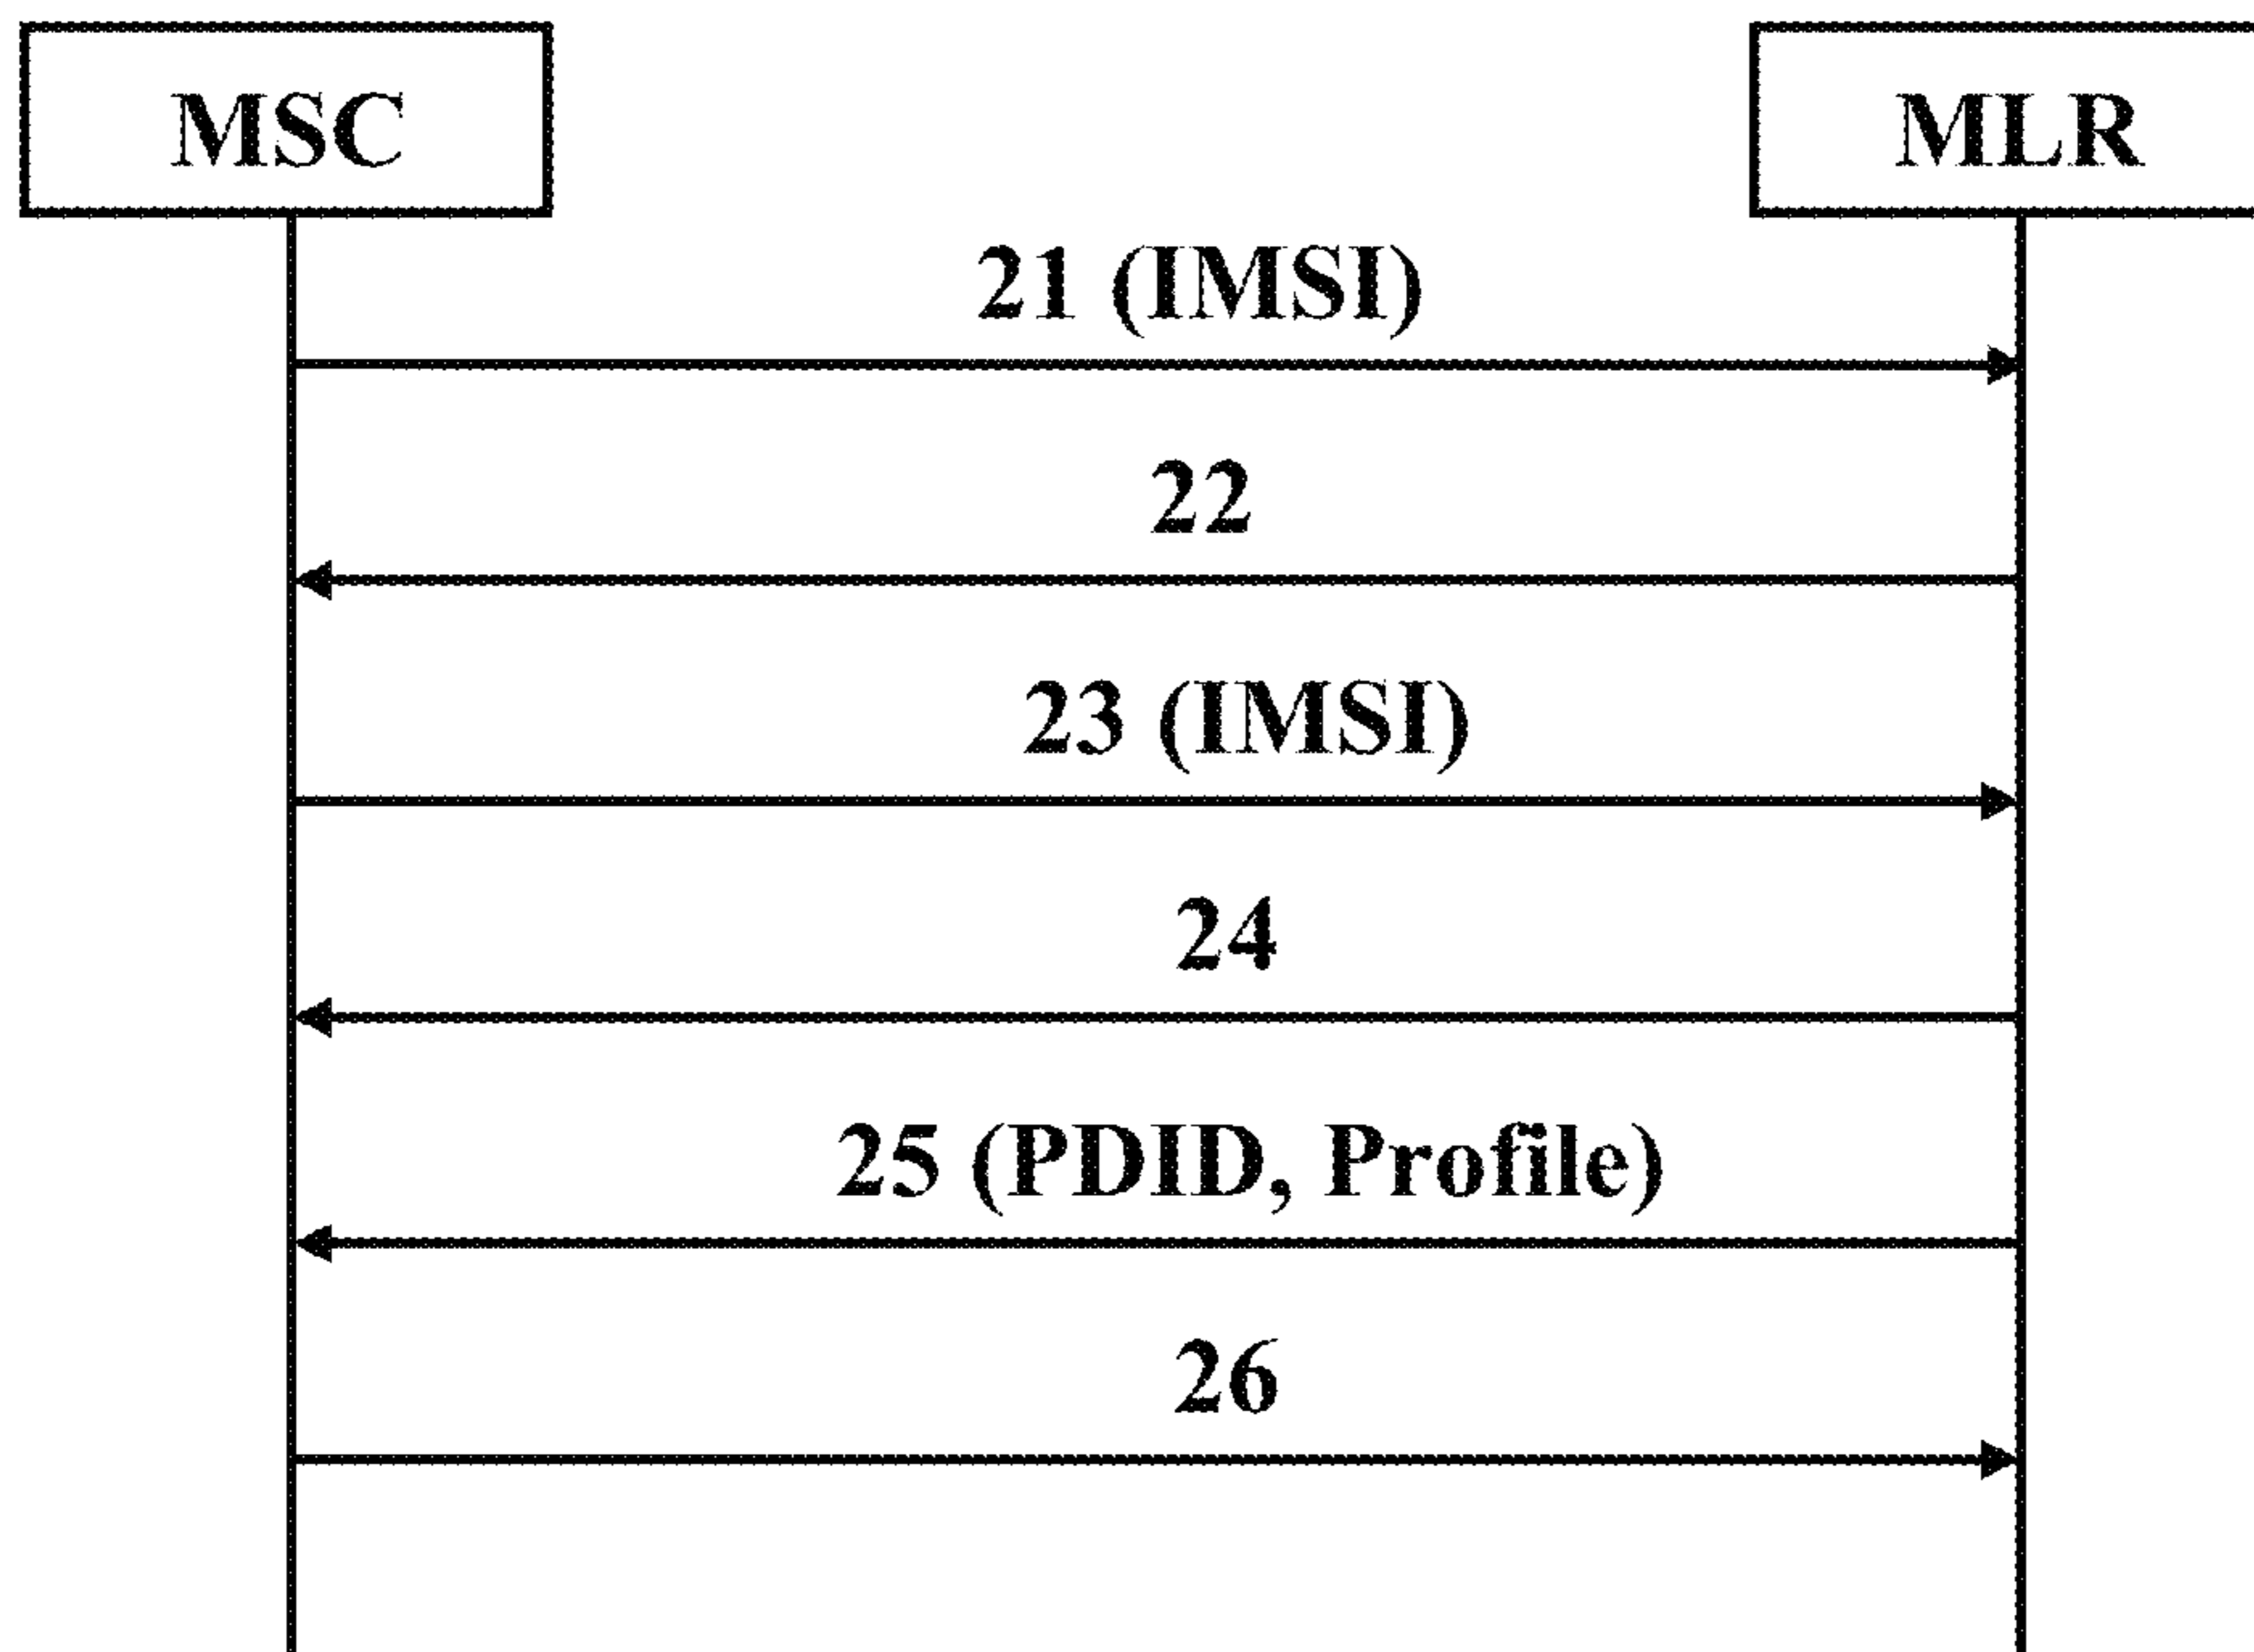 MSC
MLR
21 (IMSI)
22
23 (IMSI)
24
25 (PDID, Profile)
26